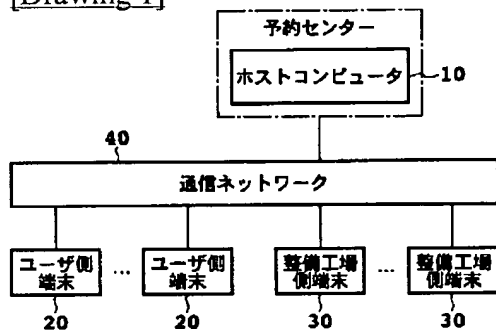 [Drawing 1]
予約センター
ホストコンピュータ
10
40
通信ネットワーク
ユーザ側
端末
...
ユーザ側
端末
整備工場
側端末
...
整備工場
側端末
20
20
30
30